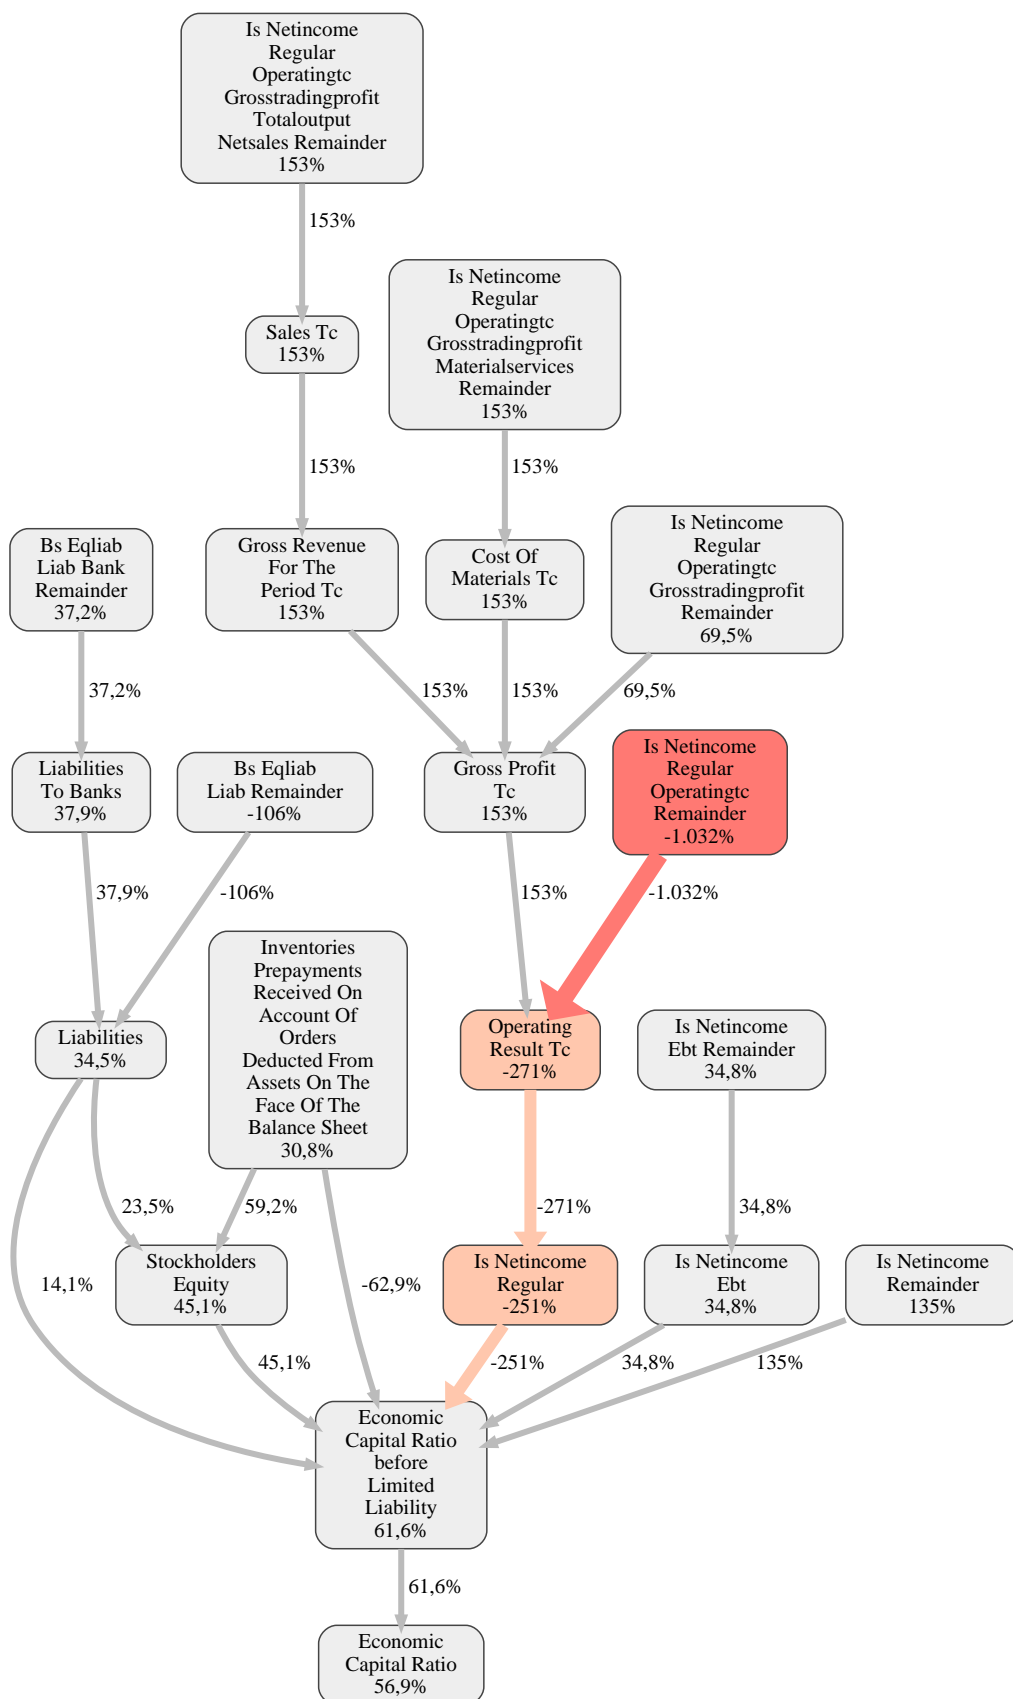 Is Netincome
Regular
Operatingtc
Grosstradingprofit
Totaloutput
Netsales Remainder
153%
153%
Sales Tc
153%
Is Netincome
Regular
Operatingtc
Grosstradingprofit
Materialservices
Remainder
153%
153%
153%
Bs Eqliab
Liab Bank
Remainder
37,2%
Gross Revenue
For The
Period Tc
153%
Cost Of
Materials Tc
153%
Is Netincome
Regular
Operatingtc
Grosstradingprofit
Remainder
69,5%
37,2%
153%
153%
69,5%
Liabilities
To Banks
37,9%
Bs Eqliab
Liab Remainder
-106%
Gross Profit
Tc
153%
Is Netincome
Regular
Operatingtc
Remainder
-1.032%
37,9%
-106%
153%
-1.032%
Inventories
Prepayments
Received On
Account Of
Orders
Deducted From
Assets On The
Face Of The
Balance Sheet
30,8%
Liabilities
34,5%
Operating
Result Tc
-271%
Is Netincome
Ebt Remainder
34,8%
23,5%
59,2%
-271%
34,8%
Stockholders
Equity
45,1%
Is Netincome
Regular
-251%
Is Netincome
Ebt
34,8%
Is Netincome
Remainder
135%
14,1%
-62,9%
45,1%
-251%
34,8%
135%
Economic
Capital Ratio
before
Limited
Liability
61,6%
61,6%
Economic
Capital Ratio
56,9%